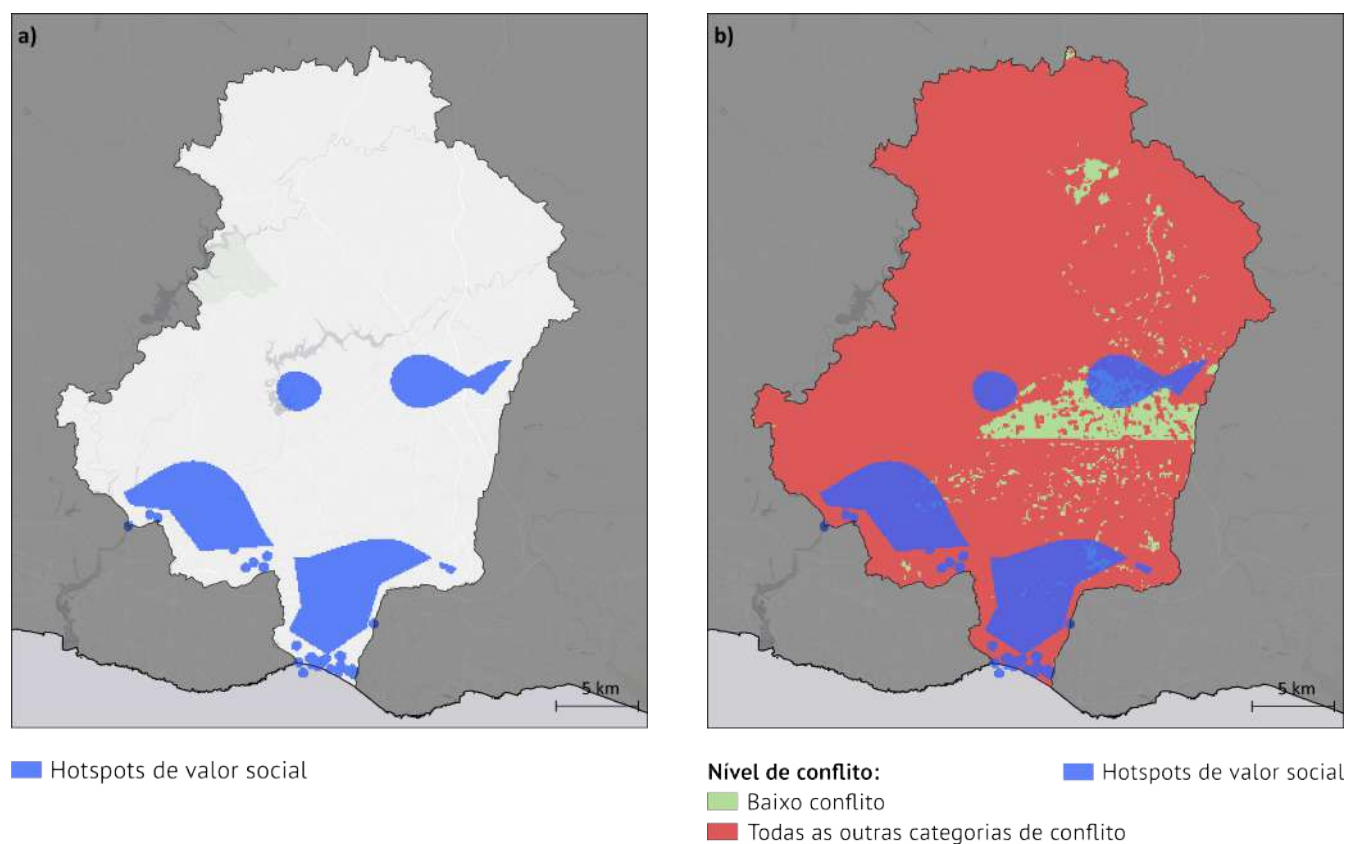 a)
b)
5 km
5 km
Hotspots de valor social
Nível de conflito:
Hotspots de valor social
Baixo conflito
Todas as outras categorias de conflito